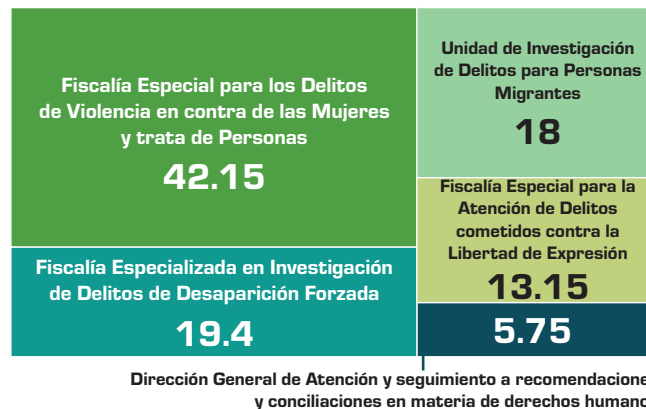 Fiscalía Especial para los Delitos
de Violencia en contra de las Mujeres
y trata de Personas
42.15
Unidad de Investigación
de Delitos para Personas
Migrantes
18
Fiscalía Especial para la
Atención de Delitos
cometidos contra la
Libertad de Expresión
13.15
Fiscalía Especializada en Investigación
de Delitos de Desaparición Forzada
19.4
5.75
Dirección General de Atención y seguimiento a recomendacione
y conciliaciones en materia de derechos humano